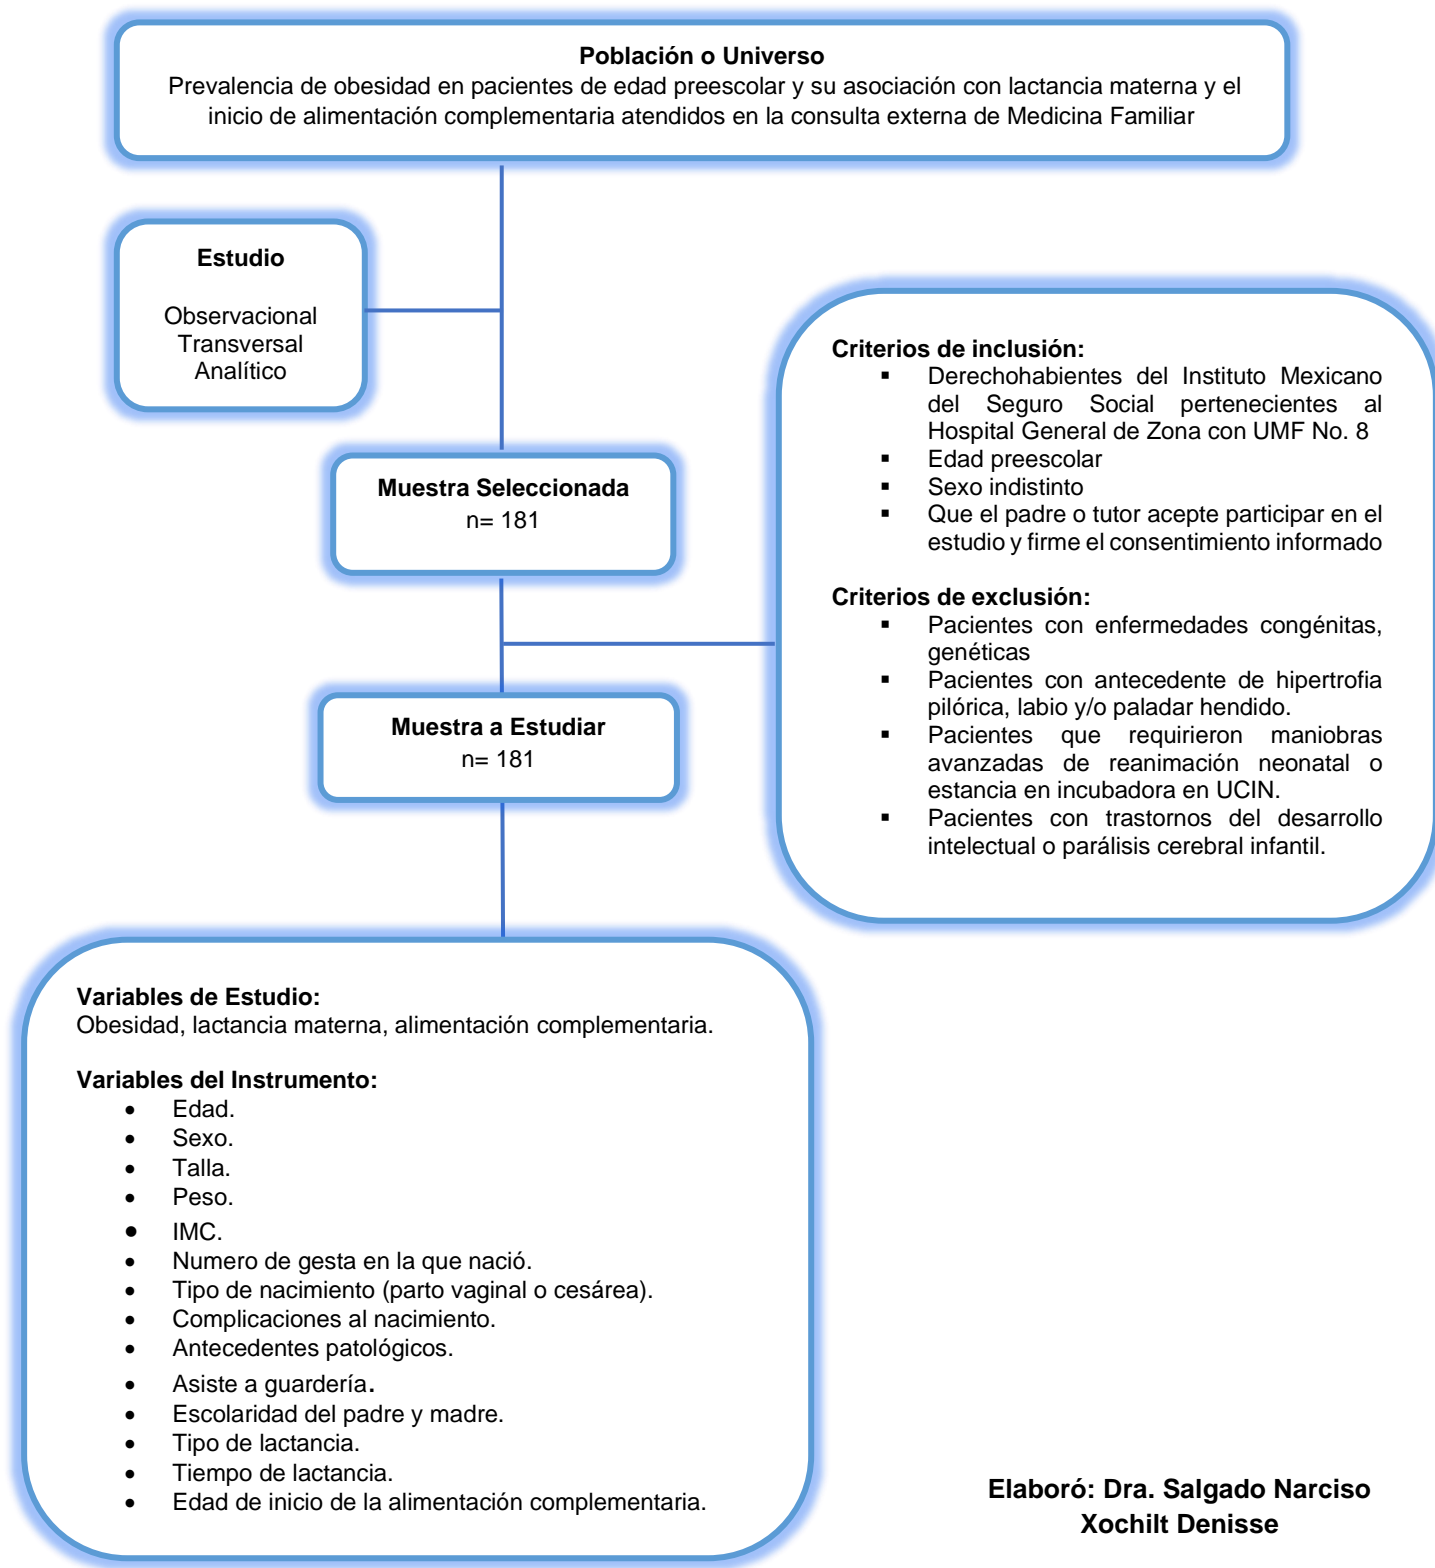 Población o Universo
Prevalencia de obesidad en pacientes de edad preescolar y su asociación con lactancia materna y el
inicio de alimentación complementaria atendidos en la consulta externa de Medicina Familiar
Estudio
Observacional
Transversal
Analítico
Muestra Seleccionada
n= 181
Criterios de inclusión:
▪ Derechohabientes del Instituto Mexicano
del Seguro Social pertenecientes al
Hospital General de Zona con UMF No. 8
▪ Edad preescolar
▪ Sexo indistinto
▪ Que el padre o tutor acepte participar en el
estudio y firme el consentimiento informado
Criterios de exclusión:
▪ Pacientes con enfermedades congénitas,
genéticas
▪ Pacientes con antecedente de hipertrofia
pilórica, labio y/o paladar hendido.
▪ Pacientes que requirieron maniobras
avanzadas de reanimación neonatal o
estancia en incubadora en UCIN.
▪ Pacientes con trastornos del desarrollo
intelectual o parálisis cerebral infantil.
Muestra a Estudiar
n= 181
Variables de Estudio:
Obesidad, lactancia materna, alimentación complementaria.
Variables del Instrumento:
• Edad.
• Sexo.
• Talla.
• Peso.
• IMC.
• Numero de gesta en la que nació.
• Tipo de nacimiento (parto vaginal o cesárea).
• Complicaciones al nacimiento.
• Antecedentes patológicos.
• Asiste a guardería.
• Escolaridad del padre y madre.
• Tipo de lactancia.
• Tiempo de lactancia.
• Edad de inicio de la alimentación complementaria.
Elaboró: Dra. Salgado Narciso
Xochilt Denisse